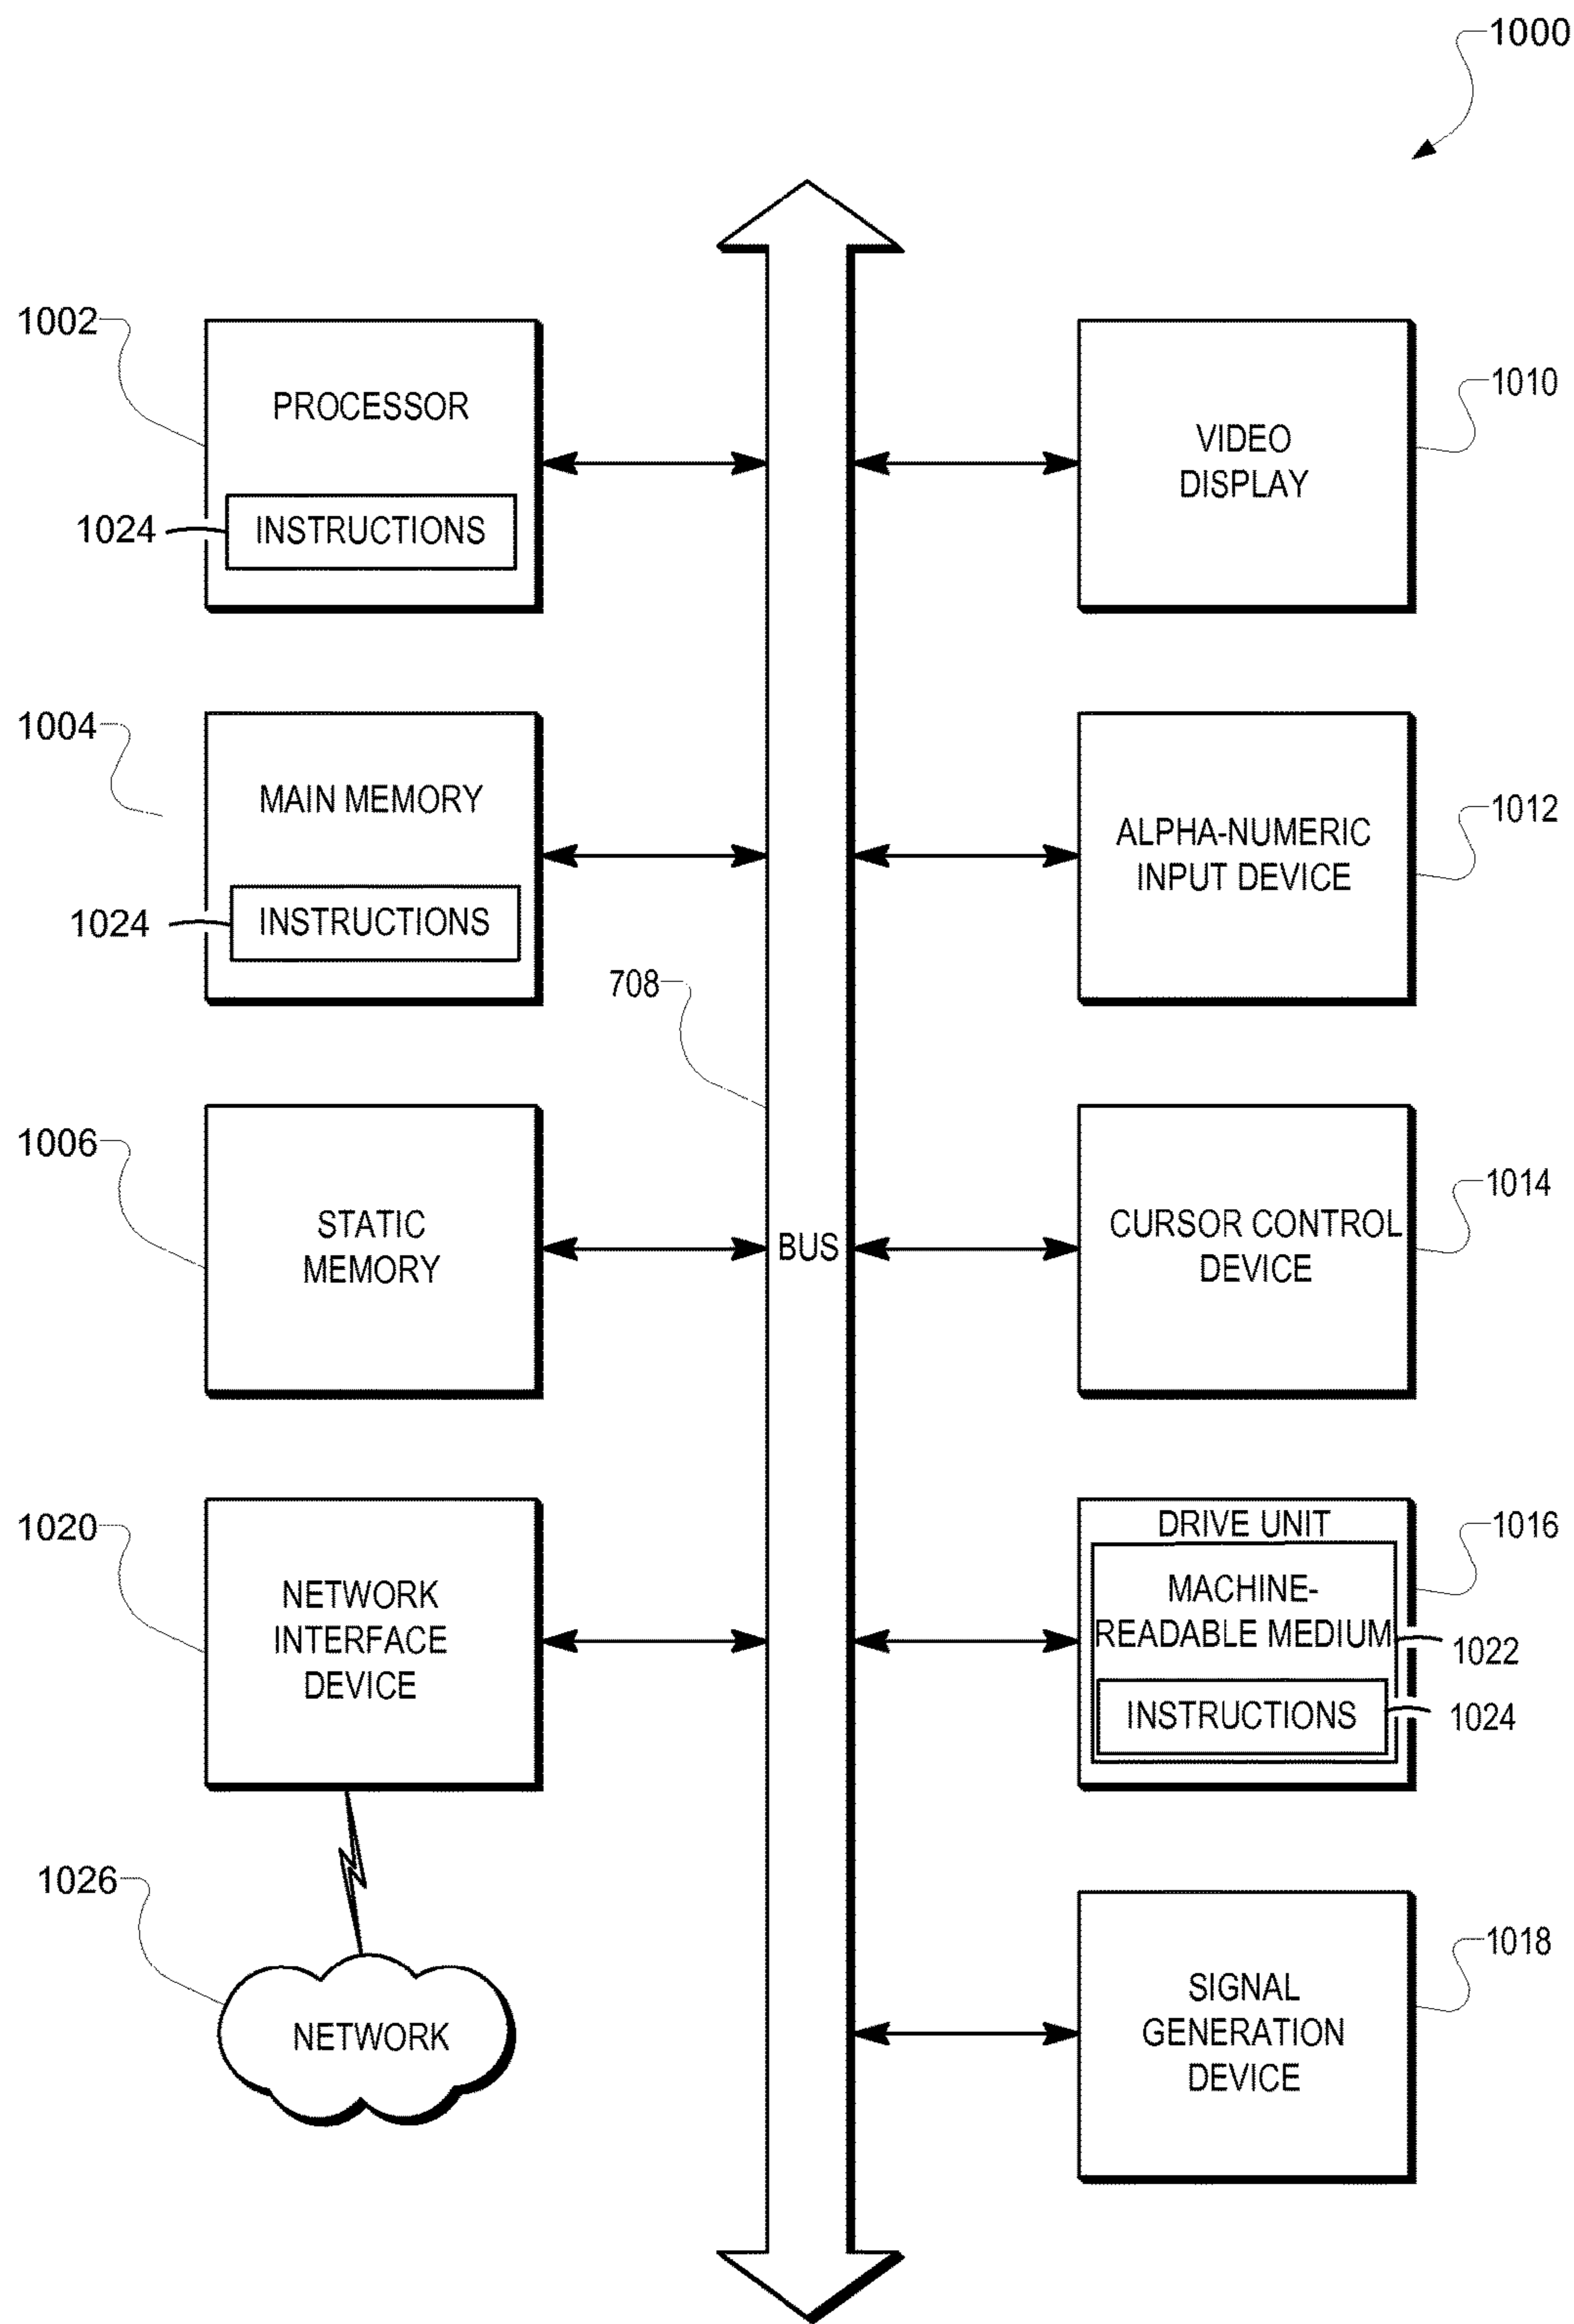 1000
1002
PROCESSOR
1024
INSTRUCTIONS
1004
MAIN MEMORY
1024
INSTRUCTIONS
1006
STATIC
MEMORY
1020
NETWORK
INTERFACE
DEVICE
1026
NETWORK
708
BUS
1010
VIDEO
DISPLAY
1012
ALPHA-NUMERIC
INPUT DEVICE
1014
CURSOR CONTROL
DEVICE
1016
DRIVE UNIT
MACHINE-
READABLE MEDIUM
1022
INSTRUCTIONS
1024
1018
SIGNAL
GENERATION
DEVICE